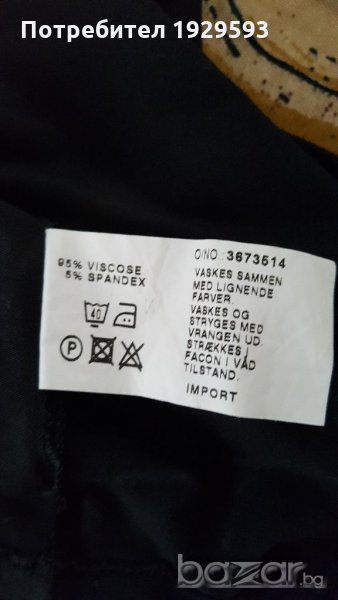 Потребител 1929593
95% VISCOSE
5% SPANDEX
40
P
O/NO.: 3673514
VASKES SAMMEN
MED LIGNENDE
FARVER.
VASKES OG
STRYGES MED
VRANGEN UD.
STRÆKKES I
FACON I VÅD
TILSTAND.
IMPORT
bazar.bg